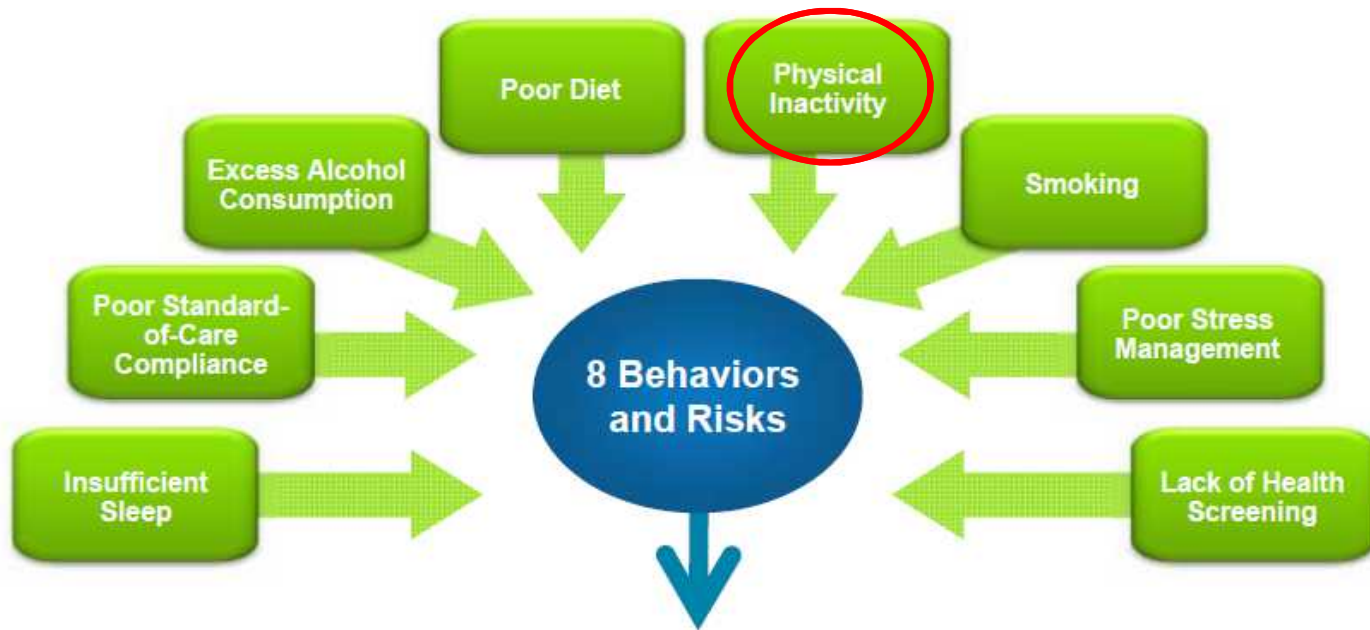 Poor Diet
Physical
Inactivity
Excess Alcohol
Consumption
Smoking
Poor Standard-
of-Care
Compliance
Poor Stress
Management
8 Behaviors
and Risks
Insufficient
Sleep
Lack of Health
Screening